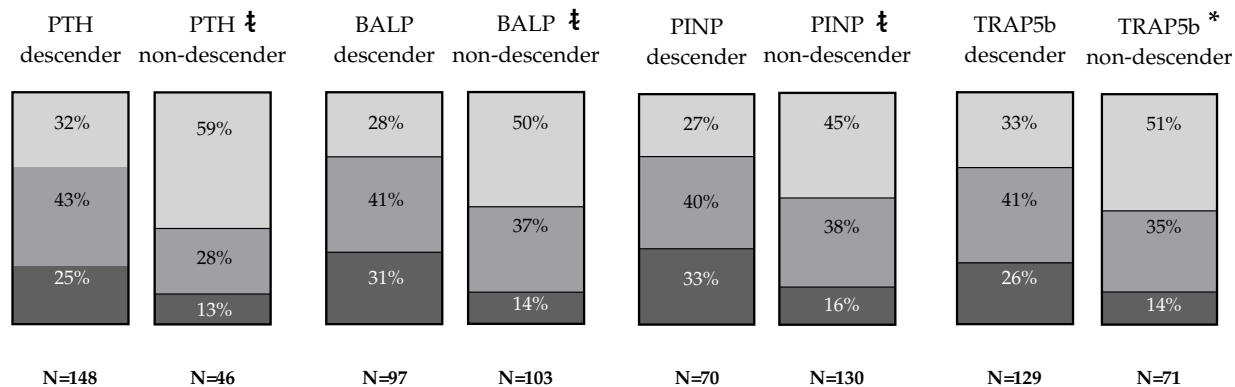 PTH PTH ⱡ BALP BALP ⱡ PINP PINP ⱡ TRAP5b TRAP5b *
descender non-descender descender non-descender descender non-descender descender non-descender
32% 59% 28% 50% 27% 45% 33% 51%
43% 28% 41% 37% 40% 38% 41% 35%
25% 13% 31% 14% 33% 16% 26% 14%
N=148 N=46 N=97 N=103 N=70 N=130 N=129 N=71